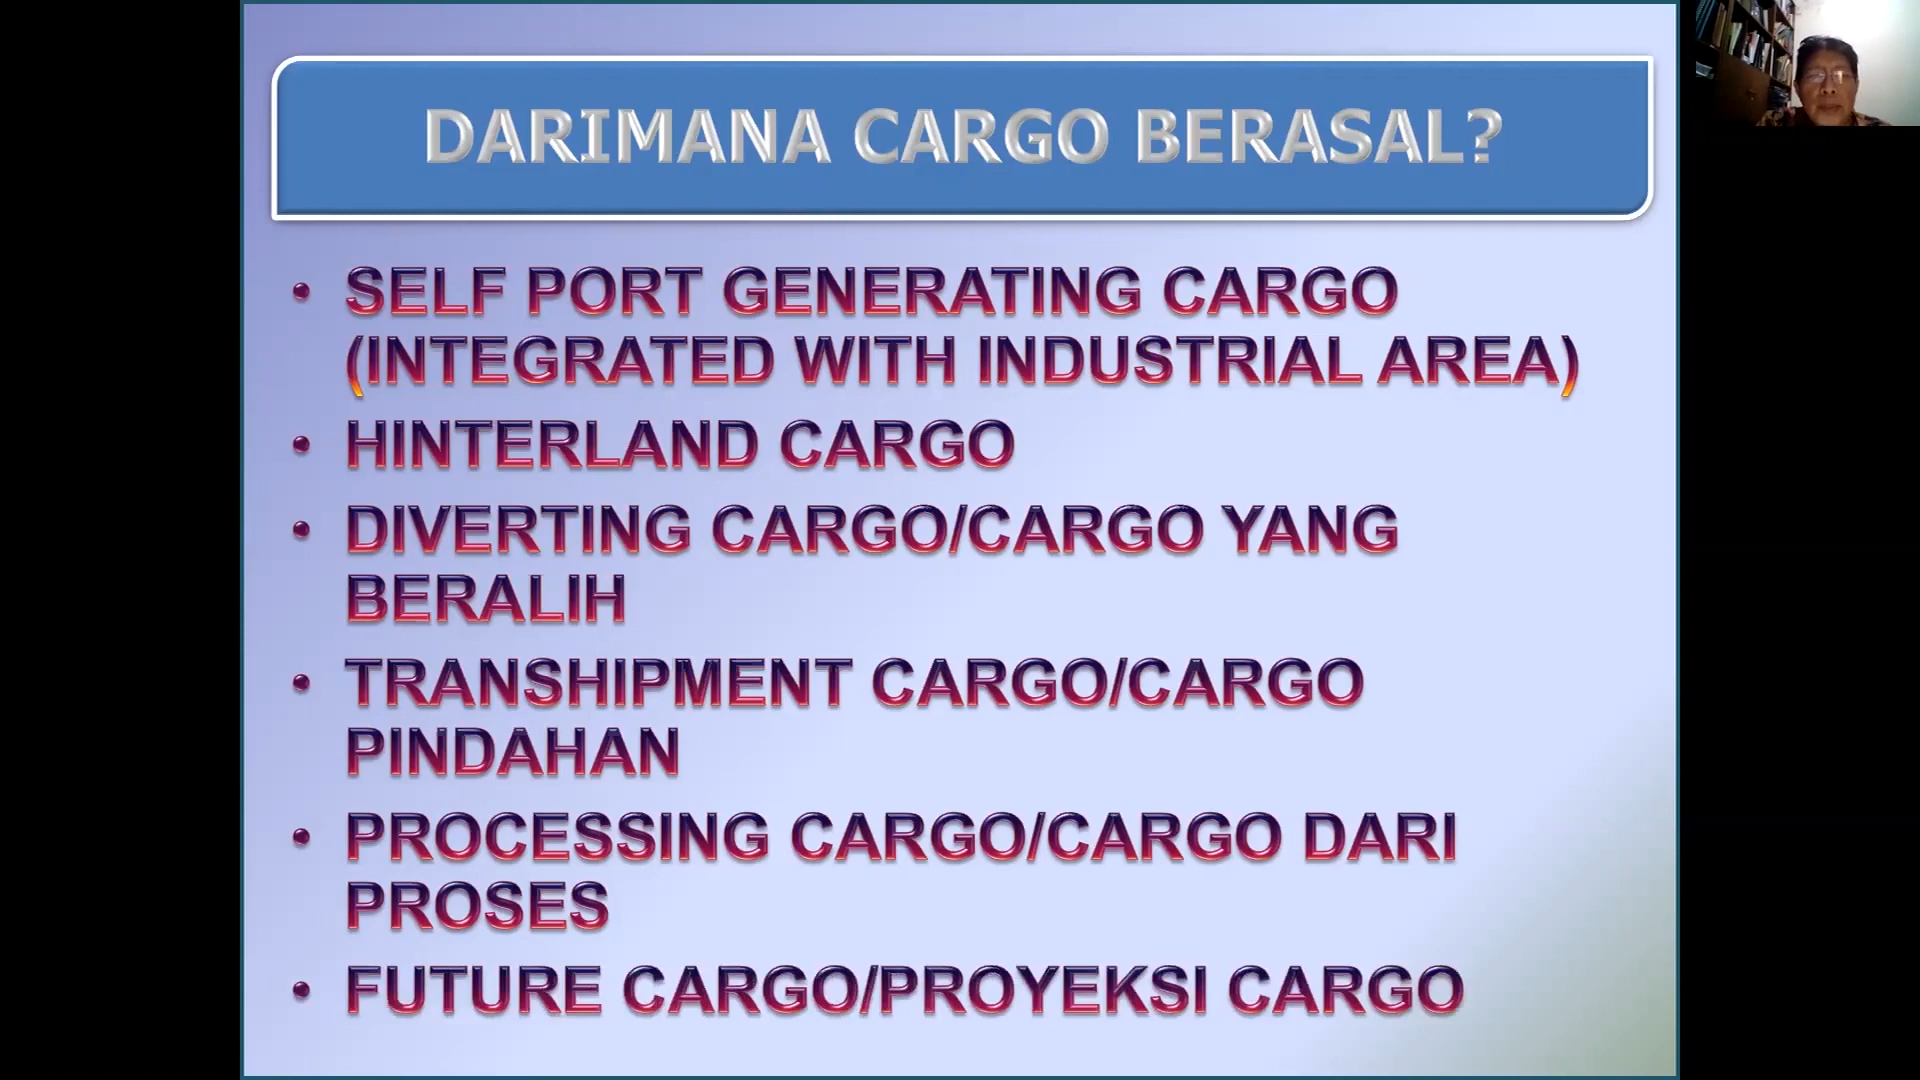 DARIMANA CARGO BERASAL?
• SELF PORT GENERATING CARGO
(INTEGRATED WITH INDUSTRIAL AREA)
• HINTERLAND CARGO
• DIVERTING CARGO/CARGO YANG
BERALIH
• TRANSHIPMENT CARGO/CARGO
PINDAHAN
• PROCESSING CARGO/CARGO DARI
PROSES
• FUTURE CARGO/PROYEKSI CARGO